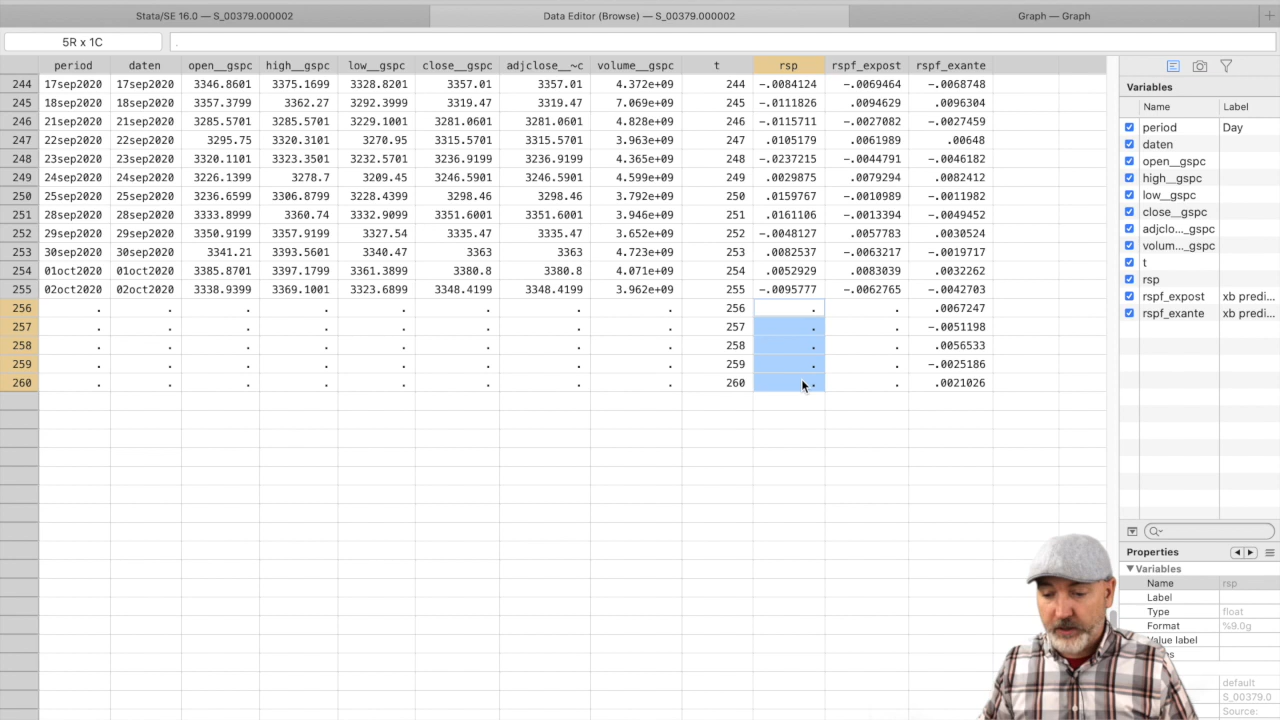 Stata/SE 16.0 — S_00379.000002 Data Editor (Browse) — S_00379.000002 Graph — Graph
5R x 1C .
period daten open__gspc high__gspc low__gspc close__gspc adjclose__~c volume__gspc t rsp rspf_expost rspf_exante
244 17sep2020 17sep2020 3346.8601 3375.1699 3328.8201 3357.01 3357.01 4.372e+09 244 -.0084124 -.0069464 -.0068748
245 18sep2020 18sep2020 3357.3799 3362.27 3292.3999 3319.47 3319.47 7.069e+09 245 -.0111826 .0094629 .0096304
246 21sep2020 21sep2020 3285.5701 3285.5701 3229.1001 3281.0601 3281.0601 4.828e+09 246 -.0115711 -.0027082 -.0027459
247 22sep2020 22sep2020 3295.75 3320.3101 3270.95 3315.5701 3315.5701 3.963e+09 247 .0105179 .0061989 .00648
248 23sep2020 23sep2020 3320.1101 3323.3501 3232.5701 3236.9199 3236.9199 4.365e+09 248 -.0237215 -.0044791 -.0046182
249 24sep2020 24sep2020 3226.1399 3278.7 3209.45 3246.5901 3246.5901 4.599e+09 249 .0029875 .0079294 .0082412
250 25sep2020 25sep2020 3236.6599 3306.8799 3228.4399 3298.46 3298.46 3.792e+09 250 .0159767 -.0010989 -.0011982
251 28sep2020 28sep2020 3333.8999 3360.74 3332.9099 3351.6001 3351.6001 3.946e+09 251 .0161106 -.0013394 -.0049452
252 29sep2020 29sep2020 3350.9199 3357.9199 3327.54 3335.47 3335.47 3.652e+09 252 -.0048127 .0057783 .0030524
253 30sep2020 30sep2020 3341.21 3393.5601 3340.47 3363 3363 4.723e+09 253 .0082537 -.0063217 -.0019717
254 01oct2020 01oct2020 3385.8701 3397.1799 3361.3899 3380.8 3380.8 4.071e+09 254 .0052929 .0083039 .0032262
255 02oct2020 02oct2020 3338.9399 3369.1001 3323.6899 3348.4199 3348.4199 3.962e+09 255 -.0095777 -.0062765 -.0042703
256 . . . . . . . . 256 . . .0067247
257 . . . . . . . . 257 . . -.0051198
258 . . . . . . . . 258 . . .0056533
259 . . . . . . . . 259 . . -.0025186
260 . . . . . . . . 260 . . .0021026
Variables
Name Label
period Day
daten
open__gspc
high__gspc
low__gspc
close__gspc
adjclo..._gspc
volum..._gspc
t
rsp
rspf_expost xb predi...
rspf_exante xb predi...
Properties
Variables
Name rsp
Label
Type float
Format %9.0g
Value label
default
S_00379.0
Source: